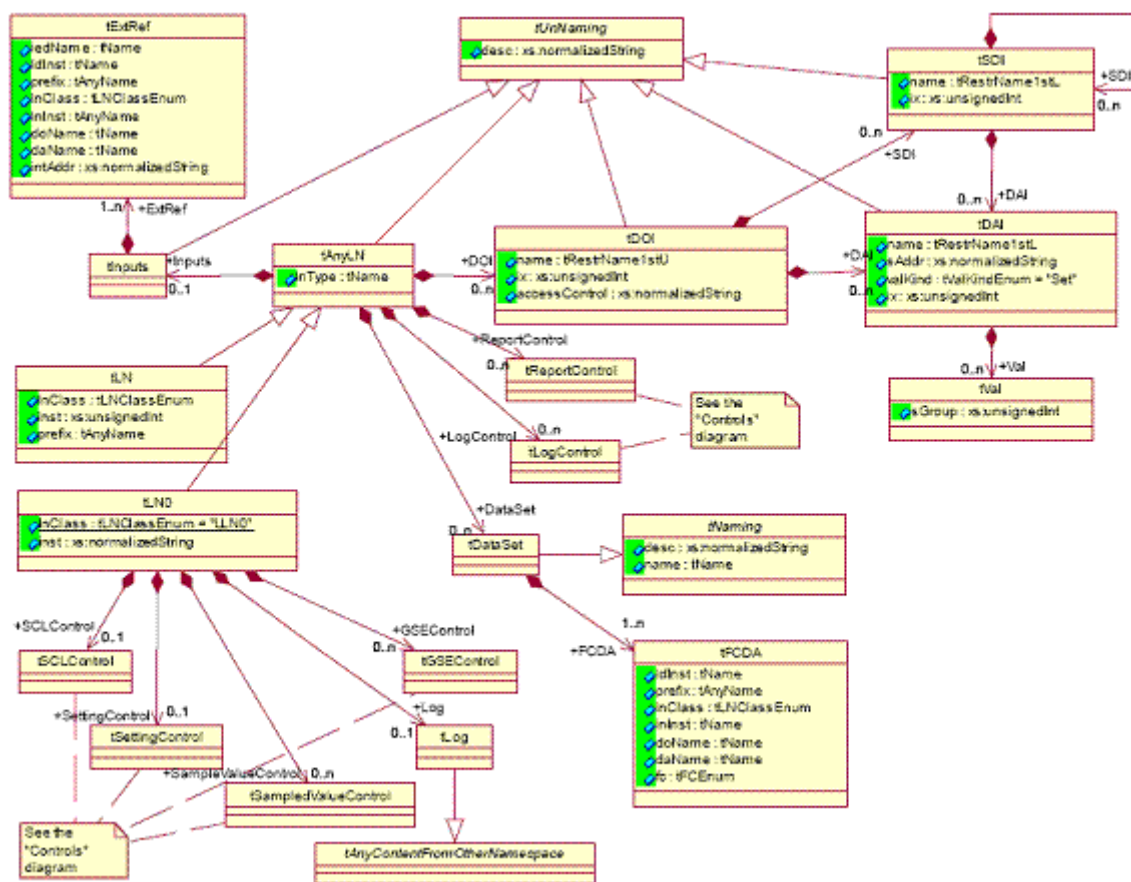 tExtRef
iedName : tName
ldInst : tName
prefix : tAnyName
lnClass : tLNClassEnum
lnInst : tAnyName
doName : tName
daName : tName
intAddr : xs:normalizedString
1..n
+ExtRef
tInputs
+Inputs
0..1
tUnNaming
desc : xs:normalizedString
tSDI
name : tRestrName1stL
ix : xs:unsignedInt
+SDI
0..n
0..n
+SDI
0..n
+DAI
tAnyLN
lnType : tName
+DOI
0..n
tDOI
name : tRestrName1stU
ix : xs:unsignedInt
accessControl : xs:normalizedString
+DAI
0..n
tDAI
name : tRestrName1stL
sAddr : xs:normalizedString
valKind : tValKindEnum = "Set"
ix : xs:unsignedInt
0..n
+Val
tVal
sGroup : xs:unsignedInt
+ReportControl
0..n
tReportControl
See the
"Controls"
diagram
+LogControl
0..n
tLogControl
tLN
lnClass : tLNClassEnum
inst : xs:unsignedInt
prefix : tAnyName
tLN0
lnClass : tLNClassEnum = "LLN0"
inst : xs:normalizedString
+DataSet
0..n
tDataSet
tNaming
desc : xs:normalizedString
name : tName
1..n
+FCDA
tFCDA
ldInst : tName
prefix : tAnyName
lnClass : tLNClassEnum
lnInst : tName
doName : tName
daName : tName
fc : tFCEnum
+SCLControl
0..1
tSCLControl
+GSEControl
0..n
tGSEControl
+SettingControl
0..1
tSettingControl
+Log
0..1
tLog
+SampleValueControl
0..n
tSampledValueControl
See the
"Controls"
diagram
tAnyContentFromOtherNamespace